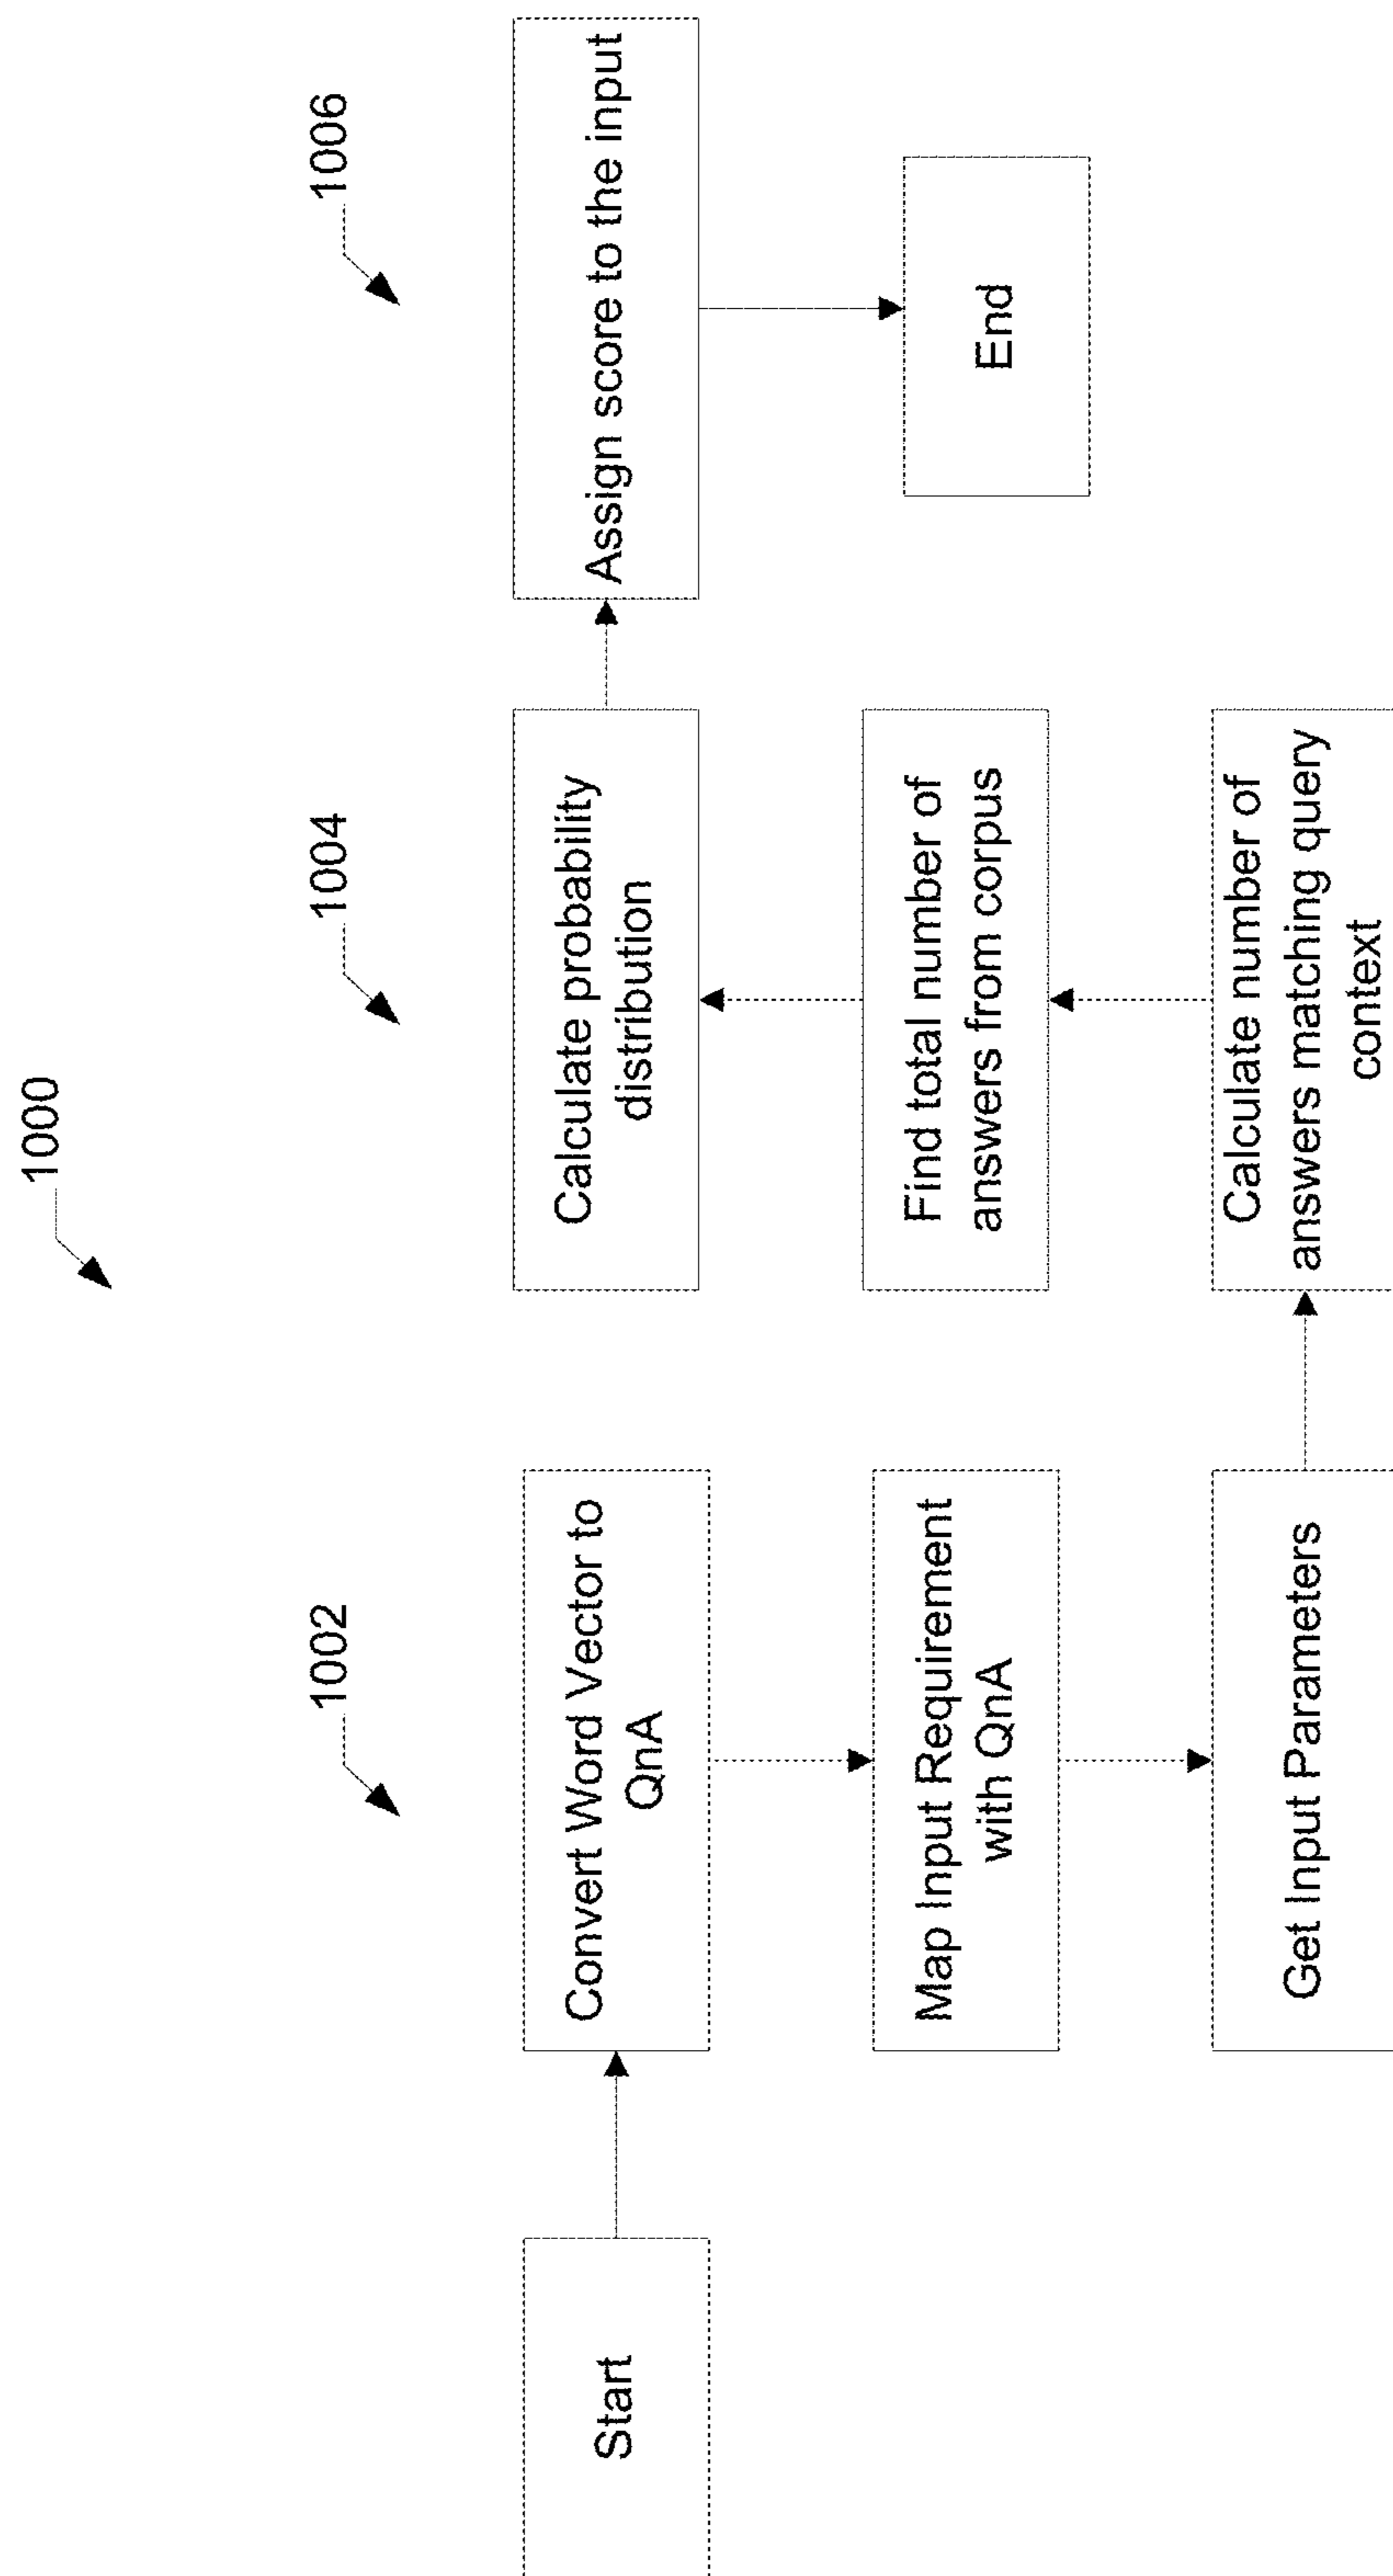 1000
1002
1004
1006
Start
Convert Word Vector to
QnA
Map Input Requirement
with QnA
Get Input Parameters
Calculate probability
distribution
Find total number of
answers from corpus
Calculate number of
answers matching query
context
Assign score to the input
End